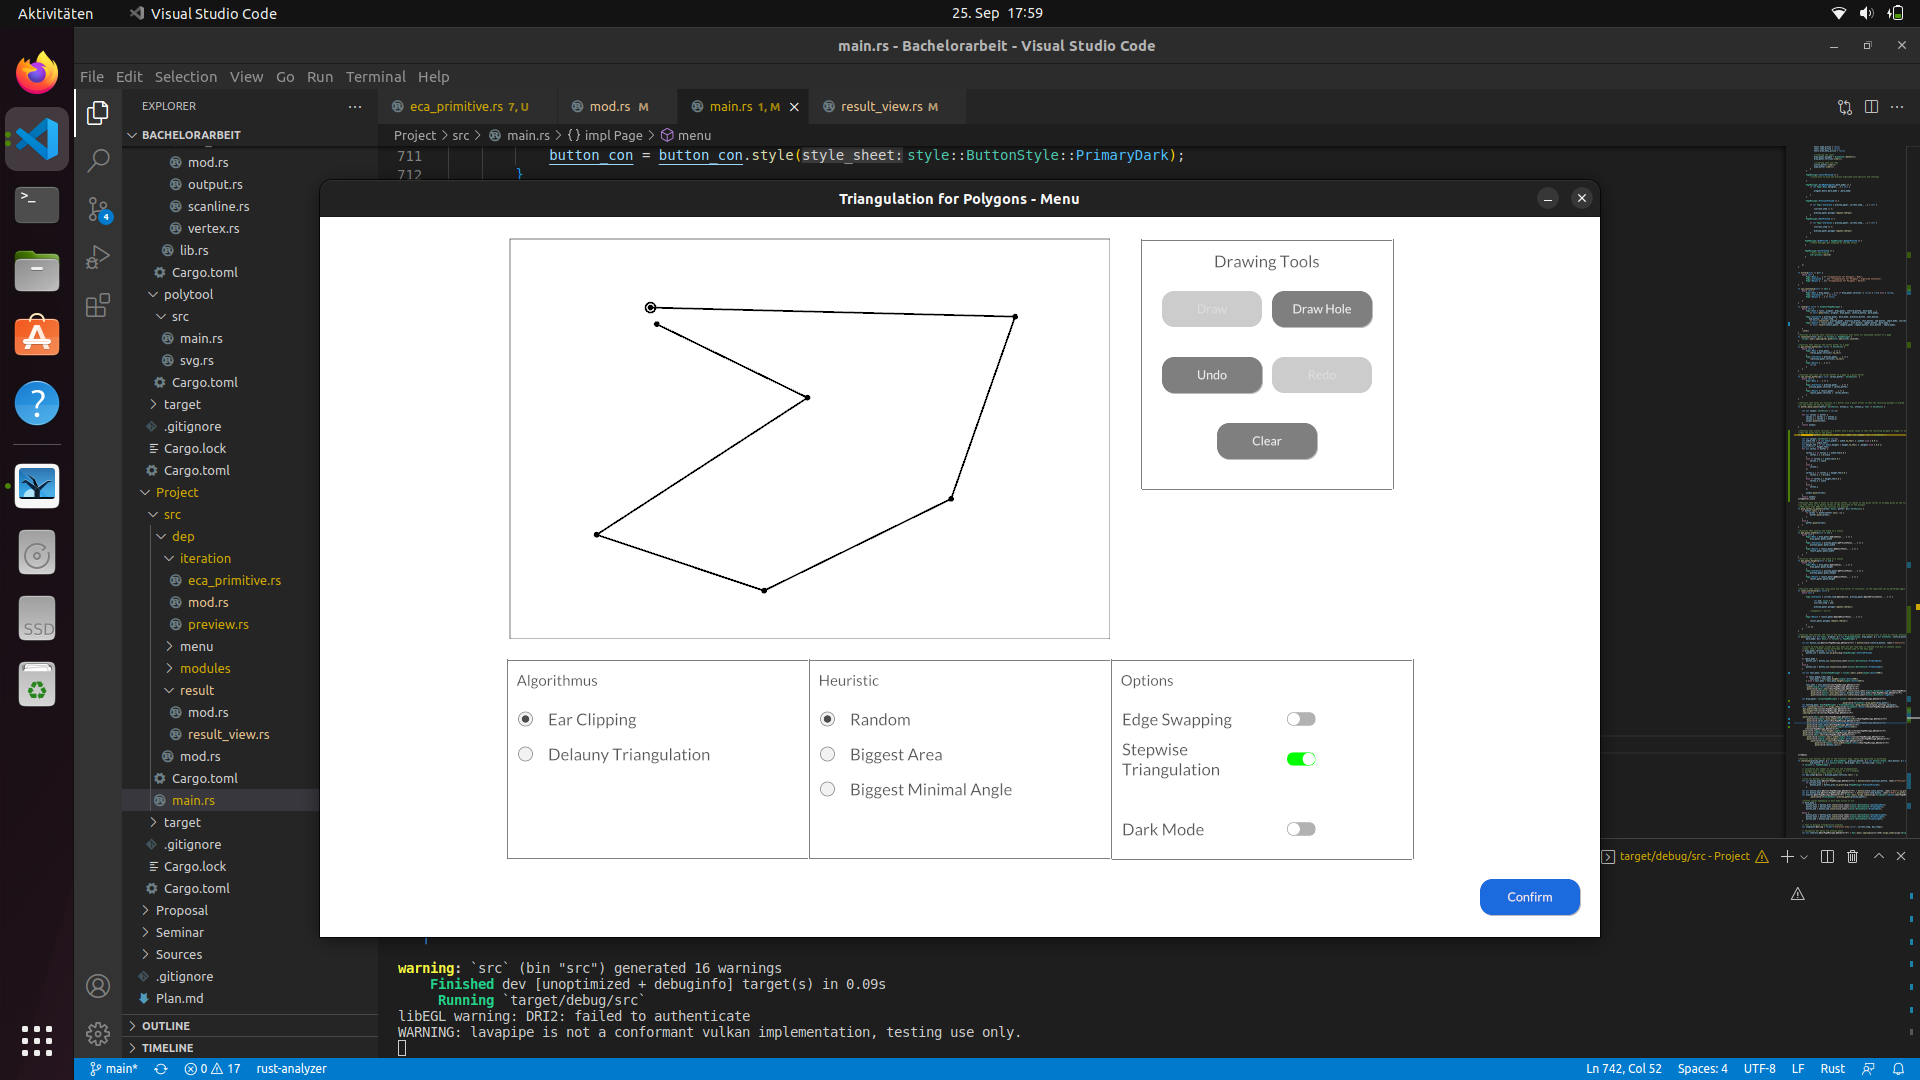 Aktivitäten
Visual Studio Code
25. Sep 17:59
main.rs - Bachelorarbeit - Visual Studio Code
File Edit Selection View Go Run Terminal Help
EXPLORER
eca_primitive.rs 7, U
mod.rs M
main.rs 1, M
result_view.rs M
BACHELORARBEIT
Project > src > main.rs > {} impl Page > menu
711 button_con = button_con.style(style_sheet: style::ButtonStyle::PrimaryDark);
712 }
mod.rs
output.rs
scanline.rs
vertex.rs
lib.rs
Cargo.toml
polytool
src
main.rs
svg.rs
Cargo.toml
target
.gitignore
Cargo.lock
Cargo.toml
Project
src
dep
iteration
eca_primitive.rs
mod.rs
preview.rs
menu
modules
result
mod.rs
result_view.rs
mod.rs
Cargo.toml
main.rs
target
.gitignore
Cargo.lock
Cargo.toml
Proposal
Seminar
Sources
.gitignore
Plan.md
OUTLINE
TIMELINE
4
>_
A
?
SSD
Triangulation for Polygons - Menu
Drawing Tools
Draw
Draw Hole
Undo
Redo
Clear
Algorithmus
Ear Clipping
Delauny Triangulation
Heuristic
Random
Biggest Area
Biggest Minimal Angle
Options
Edge Swapping
Stepwise
Triangulation
Dark Mode
Confirm
target/debug/src - Project
warning: `src` (bin "src") generated 16 warnings
Finished dev [unoptimized + debuginfo] target(s) in 0.09s
Running `target/debug/src`
libEGL warning: DRI2: failed to authenticate
WARNING: lavapipe is not a conformant vulkan implementation, testing use only.
main* 0 17 rust-analyzer
Ln 742, Col 52 Spaces: 4 UTF-8 LF Rust